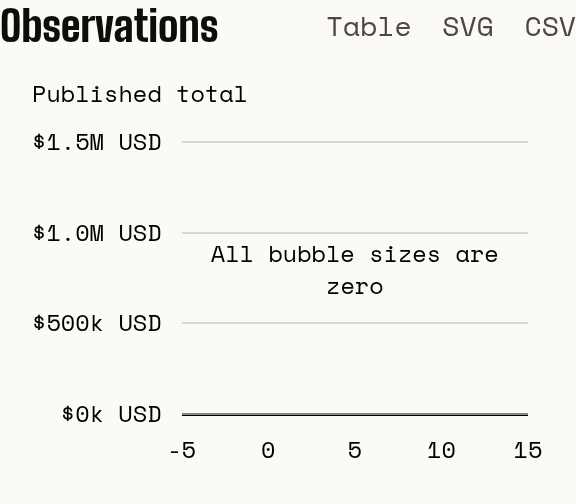 Observations
Table SVG CSV
Published total
$1.5M USD
$1.0M USD
All bubble sizes are
zero
$500k USD
$0k USD
-5 0 5 10 15